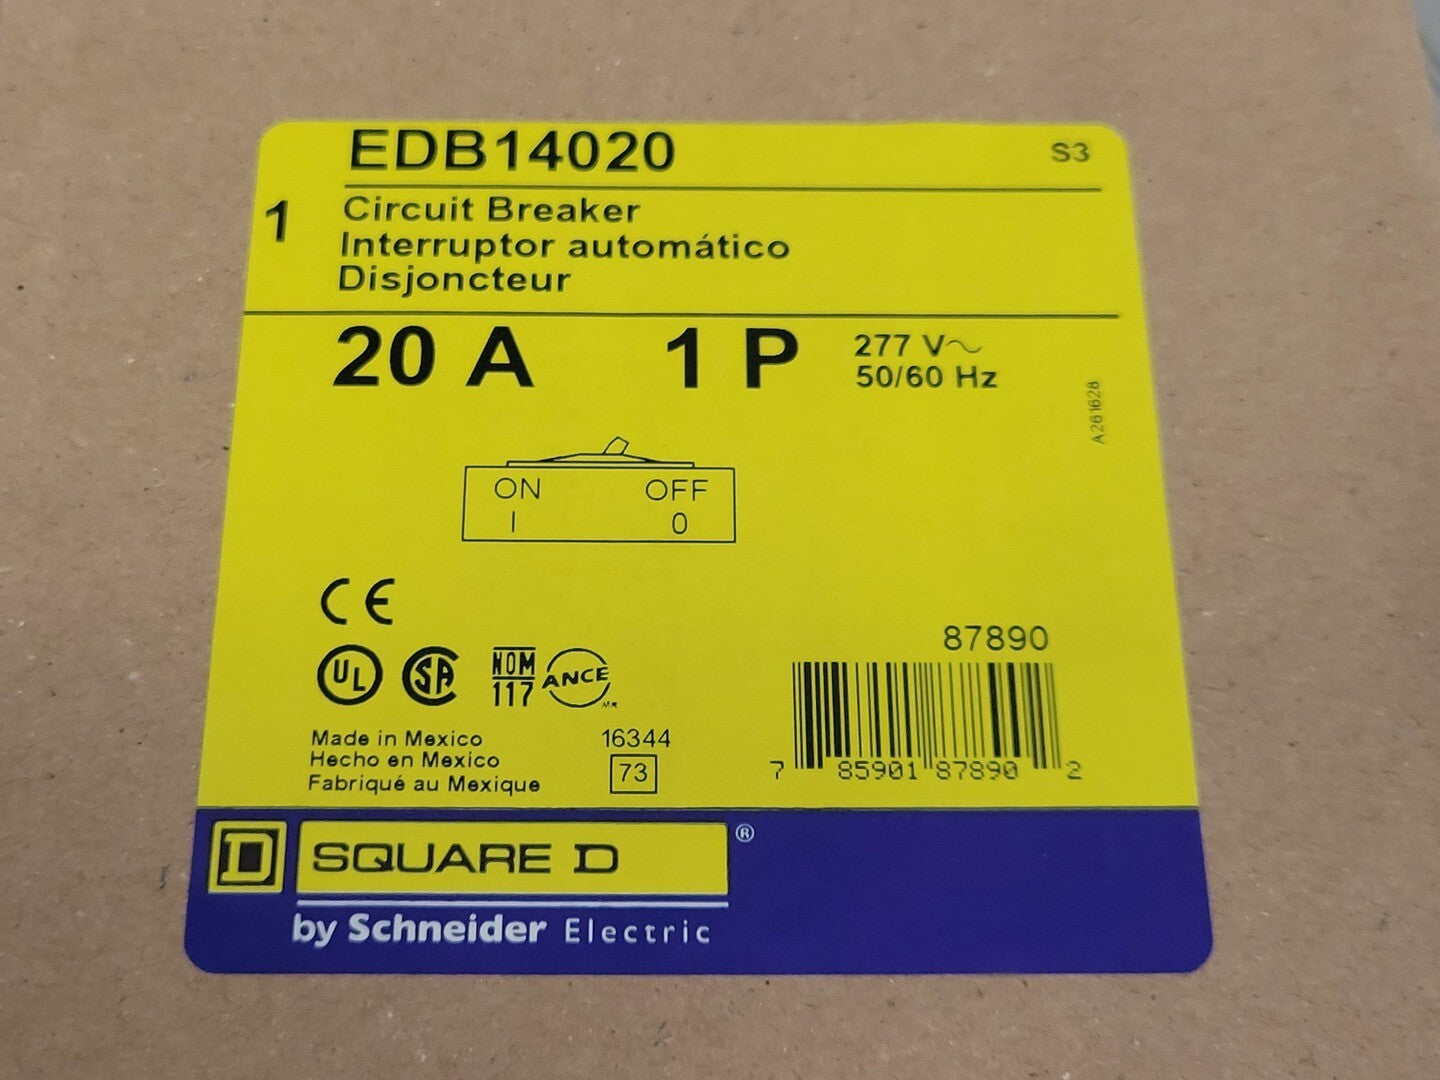 EDB14020
S3
1
Circuit Breaker
Interruptor automático
Disjoncteur
20 A 1 P
277 V~
50/60 Hz
A261628
ON OFF
I 0
CE
UL SA NOM 117 ANCE MR
87890
7 85901 87890 2
Made in Mexico
Hecho en Mexico
Fabriqué au Mexique
16344
73
D SQUARE D ®
by Schneider Electric